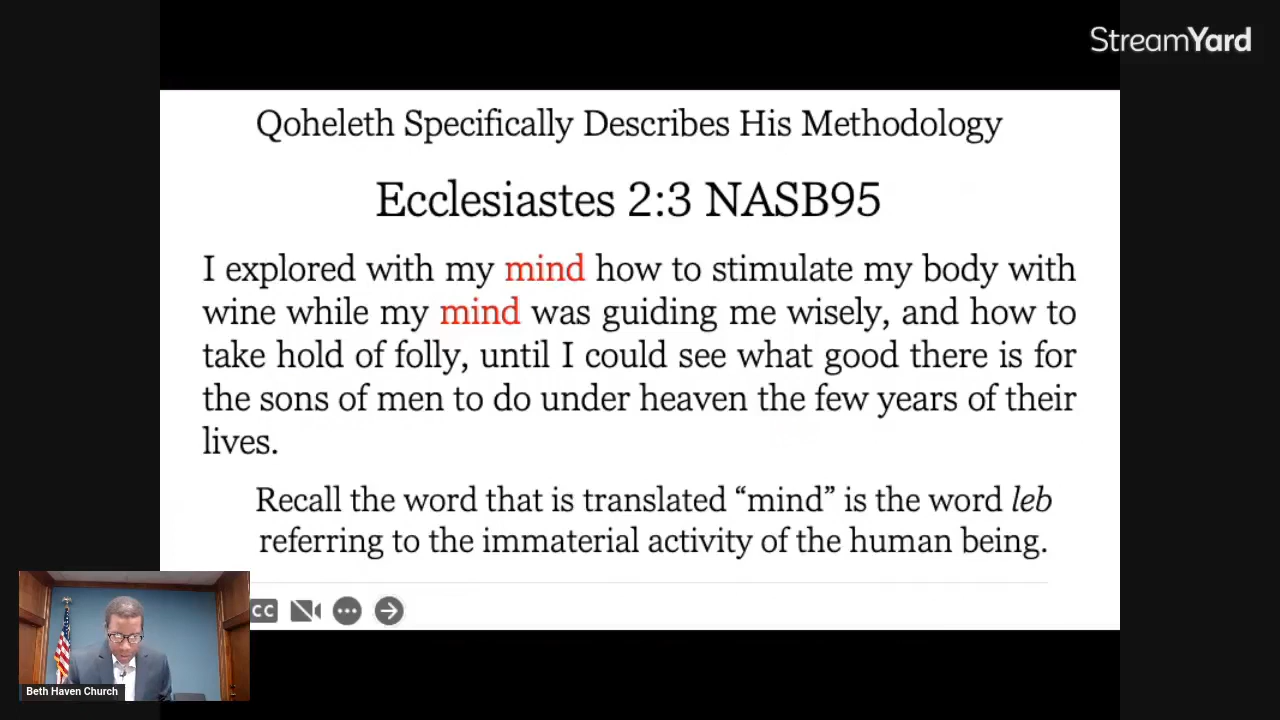 StreamYard
Qoheleth Specifically Describes His Methodology
Ecclesiastes 2:3 NASB95
I explored with my mind how to stimulate my body with
wine while my mind was guiding me wisely, and how to
take hold of folly, until I could see what good there is for
the sons of men to do under heaven the few years of their
lives.
Recall the word that is translated “mind” is the word leb
referring to the immaterial activity of the human being.
CC
Beth Haven Church